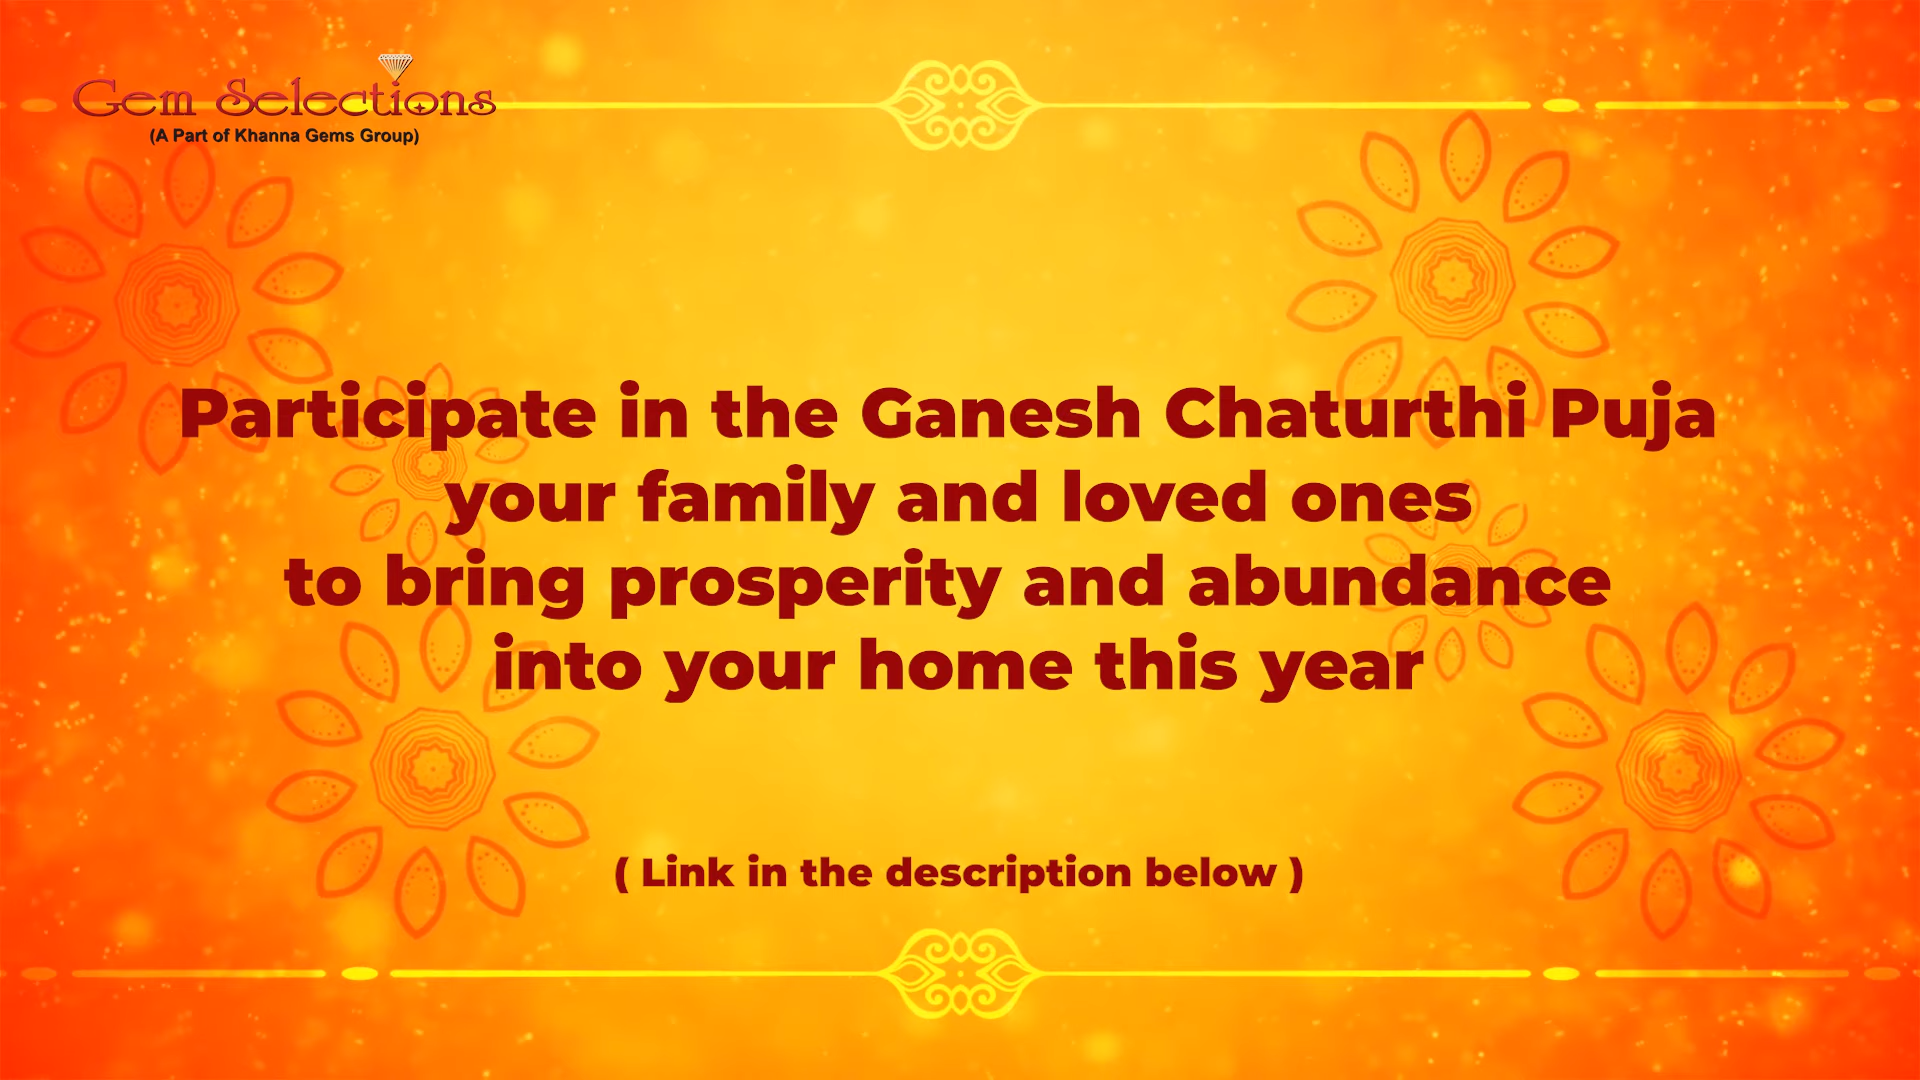 Gem Selections
(A Part of Khanna Gems Group)
Participate in the Ganesh Chaturthi Puja
your family and loved ones
to bring prosperity and abundance
into your home this year
( Link in the description below )